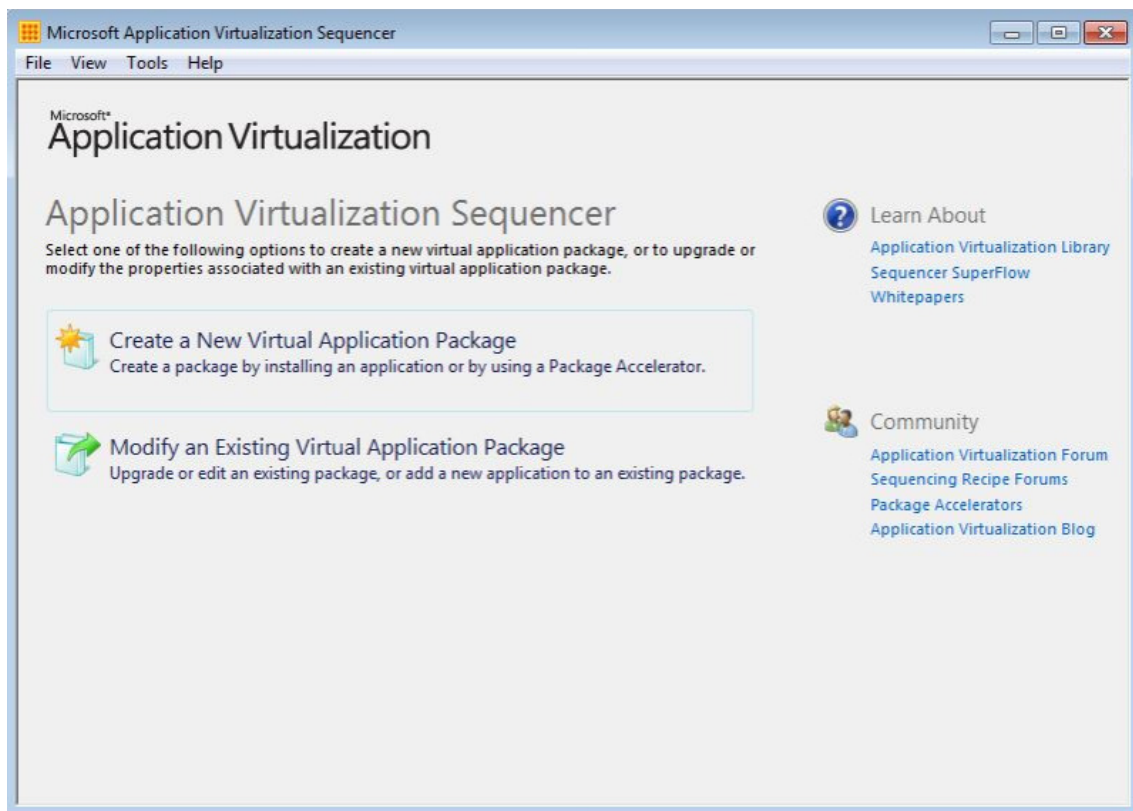 Microsoft Application Virtualization Sequencer
File View Tools Help
Microsoft®
Application Virtualization
Application Virtualization Sequencer
Select one of the following options to create a new virtual application package, or to upgrade or
modify the properties associated with an existing virtual application package.
Create a New Virtual Application Package
Create a package by installing an application or by using a Package Accelerator.
Modify an Existing Virtual Application Package
Upgrade or edit an existing package, or add a new application to an existing package.
Learn About
Application Virtualization Library
Sequencer SuperFlow
Whitepapers
Community
Application Virtualization Forum
Sequencing Recipe Forums
Package Accelerators
Application Virtualization Blog